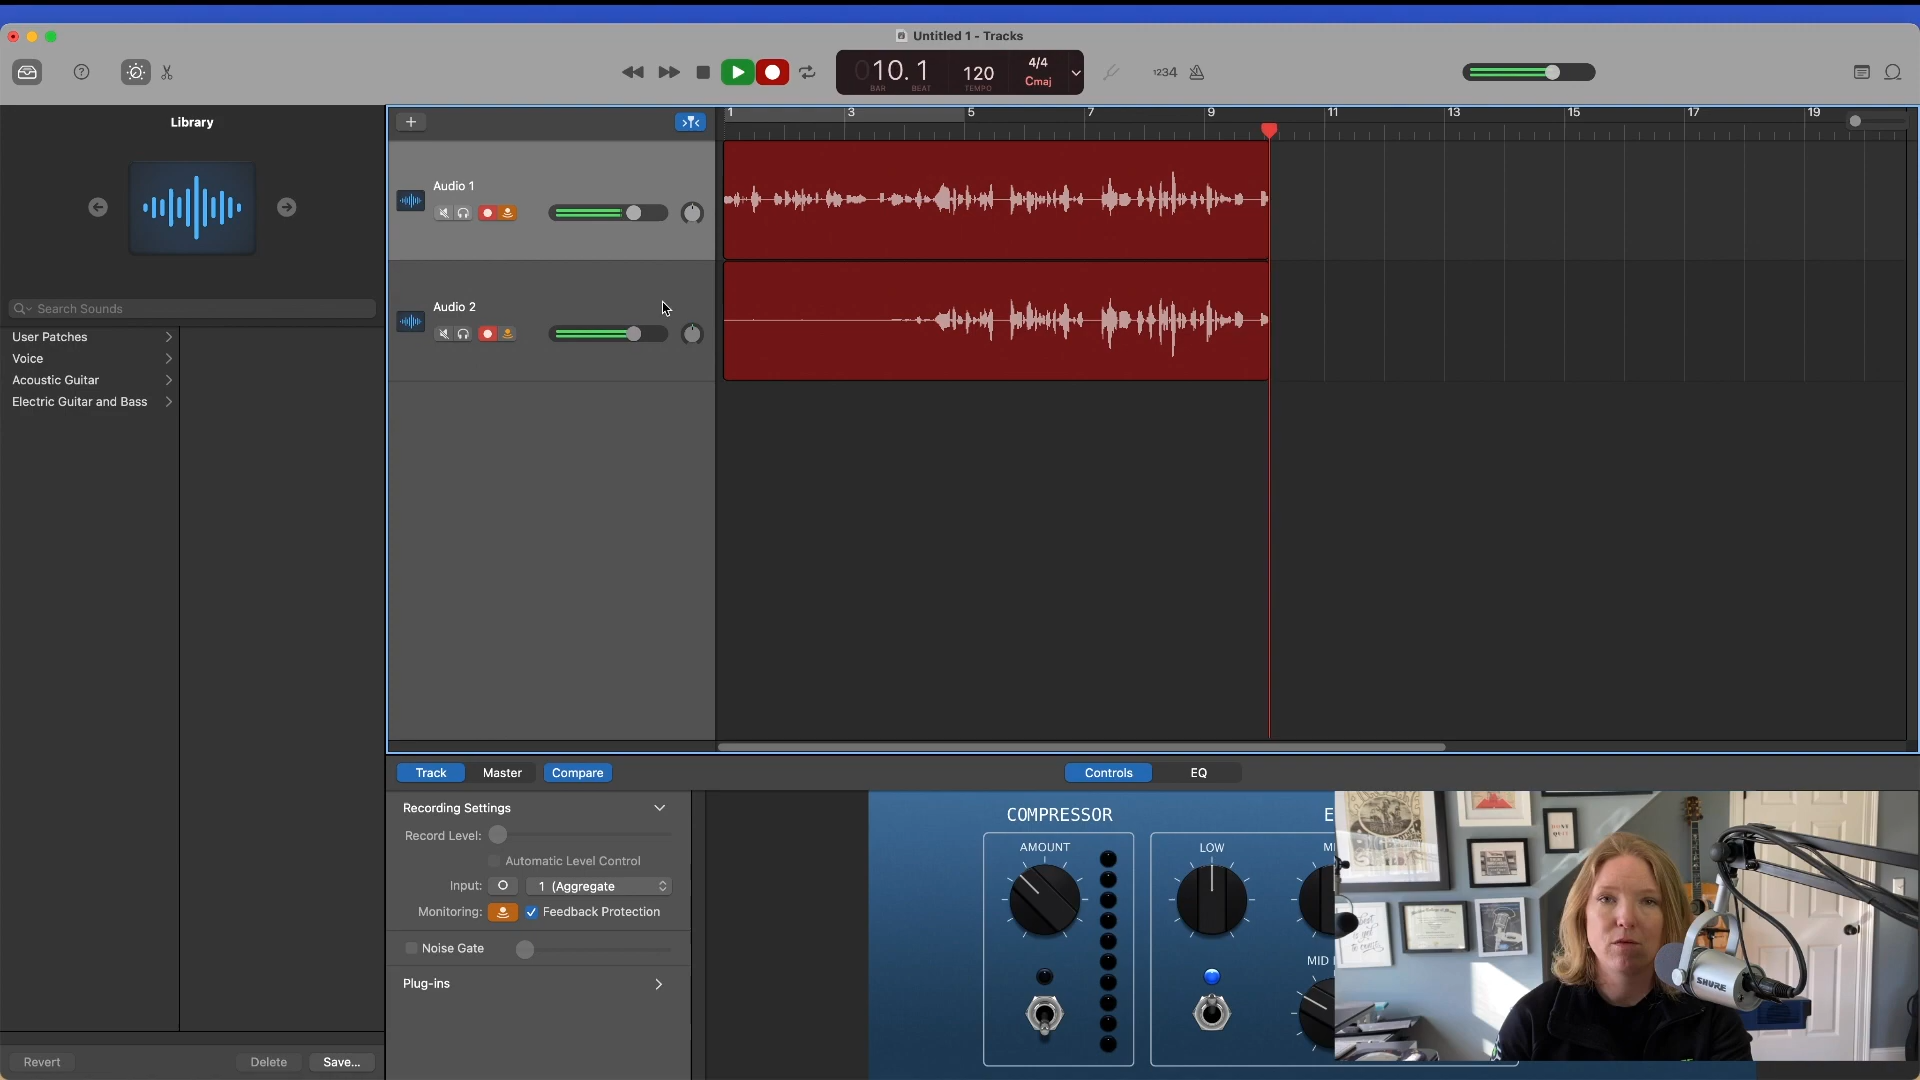 Untitled 1 - Tracks
010. 1
BAR BEAT
120
TEMPO
4/4
Cmaj
1234
Library
Search Sounds
User Patches
Voice
Acoustic Guitar
Electric Guitar and Bass
Revert
Delete
Save...
1 3 5 7 9 11 13 15 17 19
Audio 1
Audio 2
Track
Master
Compare
Controls
EQ
Recording Settings
Record Level:
Automatic Level Control
Input:
1 (Aggregate
Monitoring:
Feedback Protection
Noise Gate
Plug-ins
COMPRESSOR
AMOUNT
E
LOW
MI
MID
SHURE